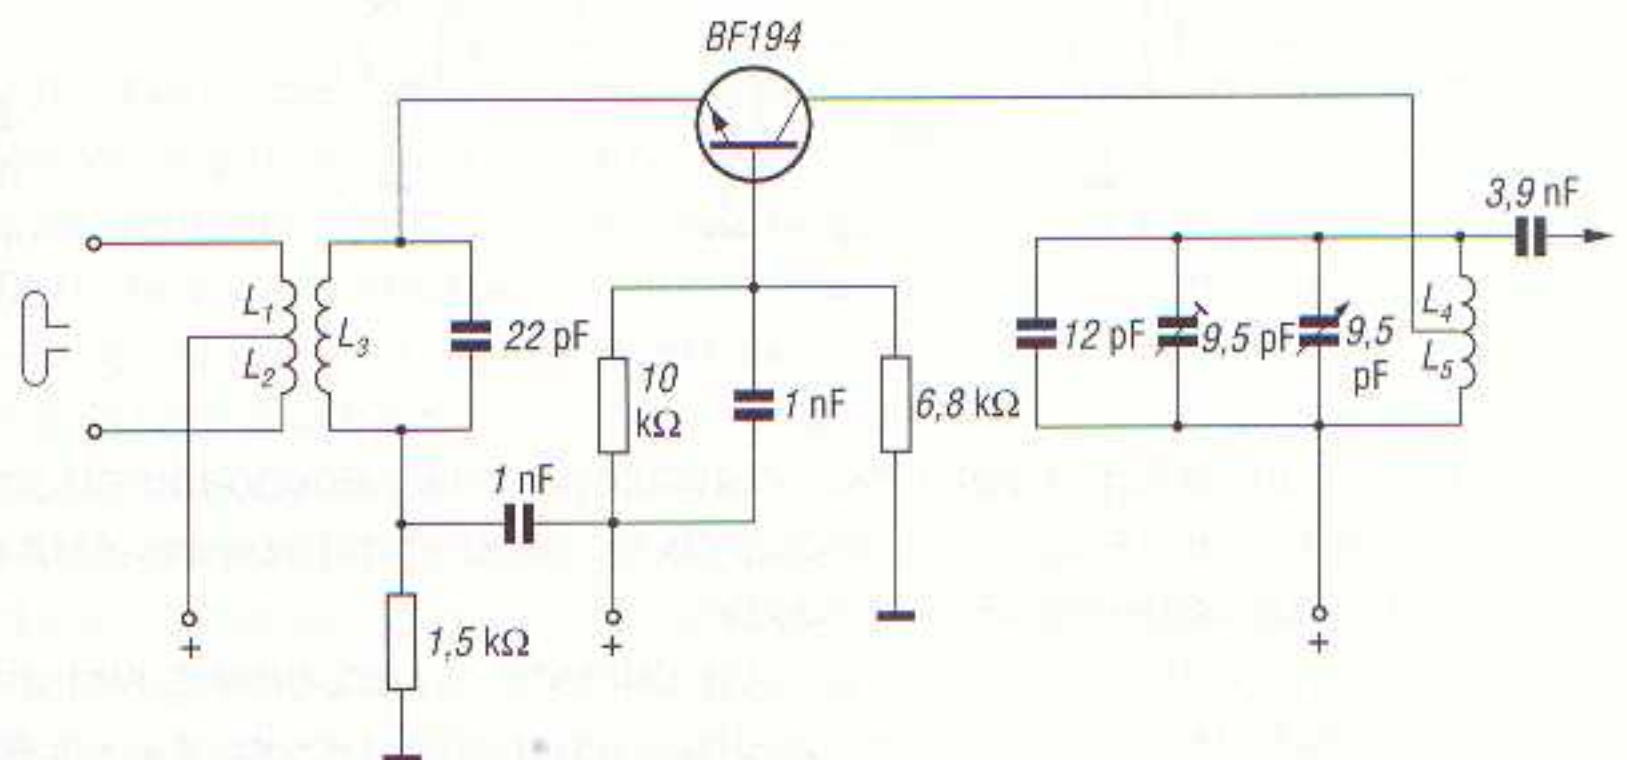 BF194
3,9 nF
L1
L2
L3
22 pF
10
kΩ
1 nF
6,8 kΩ
12 pF
9,5 pF
9,5
pF
L4
L5
1 nF
+
1,5 kΩ
+
+